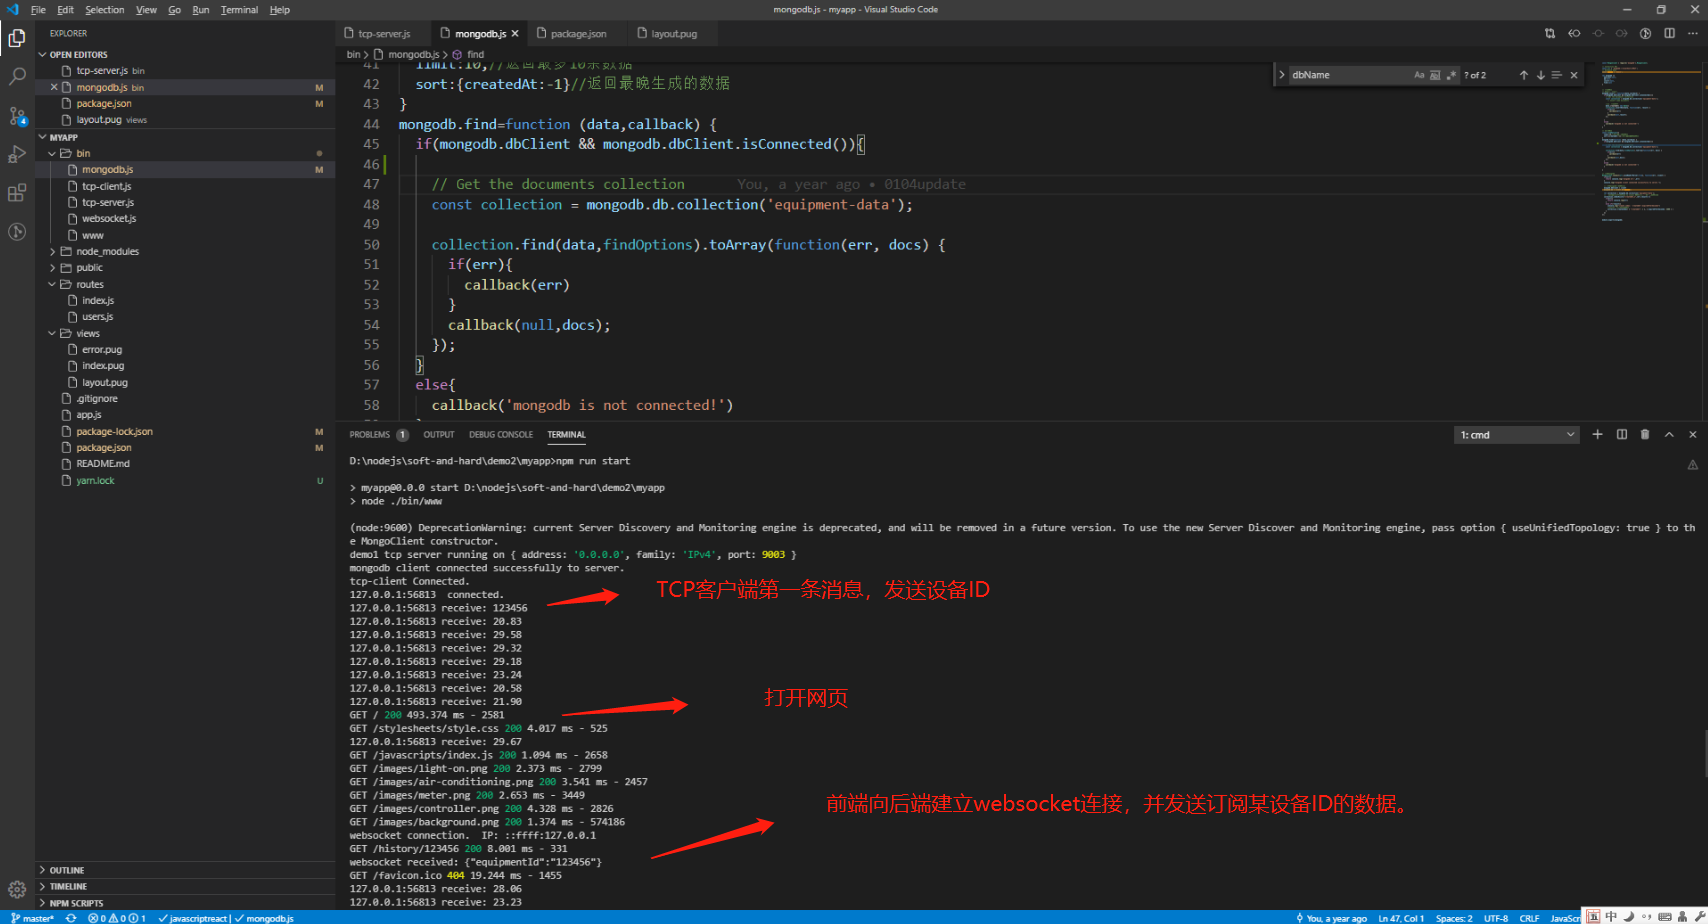 File Edit Selection View Go Run Terminal Help
mongodb.js - myapp - Visual Studio Code
EXPLORER
OPEN EDITORS
tcp-server.js bin
mongodb.js bin M
package.json M
layout.pug views
MYAPP
bin
mongodb.js M
tcp-client.js
tcp-server.js
websocket.js
www
node_modules
public
routes
index.js
users.js
views
error.pug
index.pug
layout.pug
.gitignore
app.js
package-lock.json M
package.json M
README.md
yarn.lock U
OUTLINE
TIMELINE
NPM SCRIPTS
4
tcp-server.js
mongodb.js
package.json
layout.pug
bin > mongodb.js > find
dbName
Aa
? of 2
41 limit:10,//返回最多10条数据
42 sort:{createdAt:-1}//返回最晚生成的数据
43 }
44 mongodb.find=function (data,callback) {
45 if(mongodb.dbClient && mongodb.dbClient.isConnected()){
46
47 // Get the documents collection You, a year ago • 0104update
48 const collection = mongodb.db.collection('equipment-data');
49
50 collection.find(data,findOptions).toArray(function(err, docs) {
51 if(err){
52 callback(err)
53 }
54 callback(null,docs);
55 });
56 }
57 else{
58 callback('mongodb is not connected!')
PROBLEMS 1 OUTPUT DEBUG CONSOLE TERMINAL
1: cmd
D:\nodejs\soft-and-hard\demo2\myapp>npm run start
> myapp@0.0.0 start D:\nodejs\soft-and-hard\demo2\myapp
> node ./bin/www
(node:9600) DeprecationWarning: current Server Discovery and Monitoring engine is deprecated, and will be removed in a future version. To use the new Server Discover and Monitoring engine, pass option { useUnifiedTopology: true } to th
e MongoClient constructor.
demo1 tcp server running on { address: '0.0.0.0', family: 'IPv4', port: 9003 }
mongodb client connected successfully to server.
tcp-client Connected.
127.0.0.1:56813 connected.
TCP客户端第一条消息，发送设备ID
127.0.0.1:56813 receive: 123456
127.0.0.1:56813 receive: 20.83
127.0.0.1:56813 receive: 29.58
127.0.0.1:56813 receive: 29.32
127.0.0.1:56813 receive: 29.18
127.0.0.1:56813 receive: 23.24
127.0.0.1:56813 receive: 20.58
127.0.0.1:56813 receive: 21.90
打开网页
GET / 200 493.374 ms - 2581
GET /stylesheets/style.css 200 4.017 ms - 525
127.0.0.1:56813 receive: 29.67
GET /javascripts/index.js 200 1.094 ms - 2658
GET /images/light-on.png 200 2.373 ms - 2799
GET /images/air-conditioning.png 200 3.541 ms - 2457
GET /images/meter.png 200 2.653 ms - 3449
GET /images/controller.png 200 4.328 ms - 2826
前端向后端建立websocket连接，并发送订阅某设备ID的数据。
GET /images/background.png 200 1.374 ms - 574186
websocket connection. IP: ::ffff:127.0.0.1
GET /history/123456 200 8.001 ms - 331
websocket received: {"equipmentId":"123456"}
GET /favicon.ico 404 19.244 ms - 1455
127.0.0.1:56813 receive: 28.06
127.0.0.1:56813 receive: 23.23
master* 0 0 1 javascriptreact | mongodb.js
You, a year ago Ln 47, Col 1 Spaces: 2 UTF-8 CRLF JavaScri
中